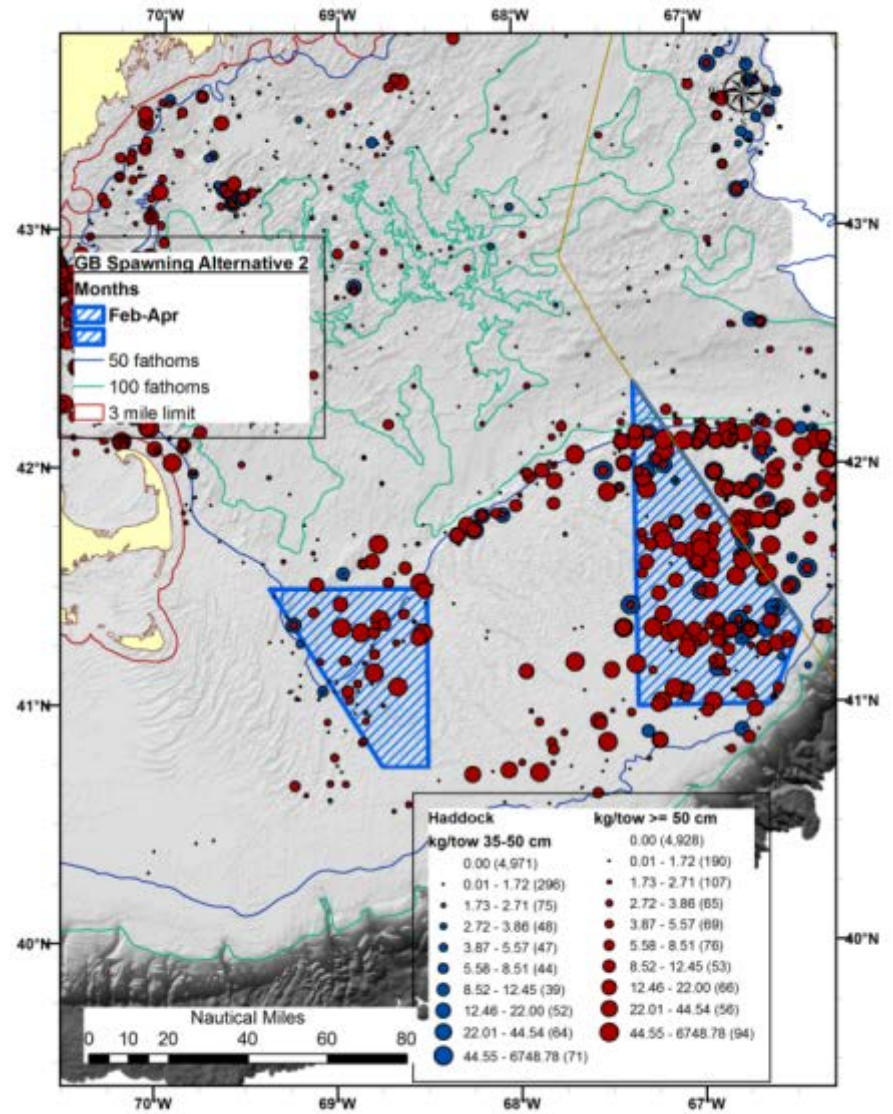 70°W 69°W 68°W 67°W
43°N 43°N
GB Spawning Alternative 2
Months
Feb-Apr
50 fathoms
100 fathoms
3 mile limit
42°N 42°N
41°N 41°N
Haddock
kg/tow 35-50 cm
0.00 (4,971)
0.01 - 1.72 (296)
1.73 - 2.71 (75)
2.72 - 3.86 (48)
3.87 - 5.57 (47)
5.58 - 8.51 (44)
8.52 - 12.45 (39)
12.46 - 22.00 (52)
22.01 - 44.54 (64)
44.55 - 6748.78 (71)
kg/tow >= 50 cm
0.00 (4,928)
0.01 - 1.72 (190)
1.73 - 2.71 (107)
2.72 - 3.86 (65)
3.87 - 5.57 (69)
5.58 - 8.51 (76)
8.52 - 12.45 (53)
12.46 - 22.00 (66)
22.01 - 44.54 (56)
44.55 - 6748.78 (94)
40°N 40°N
Nautical Miles
0 10 20 40 60 80
70°W 69°W 68°W 67°W